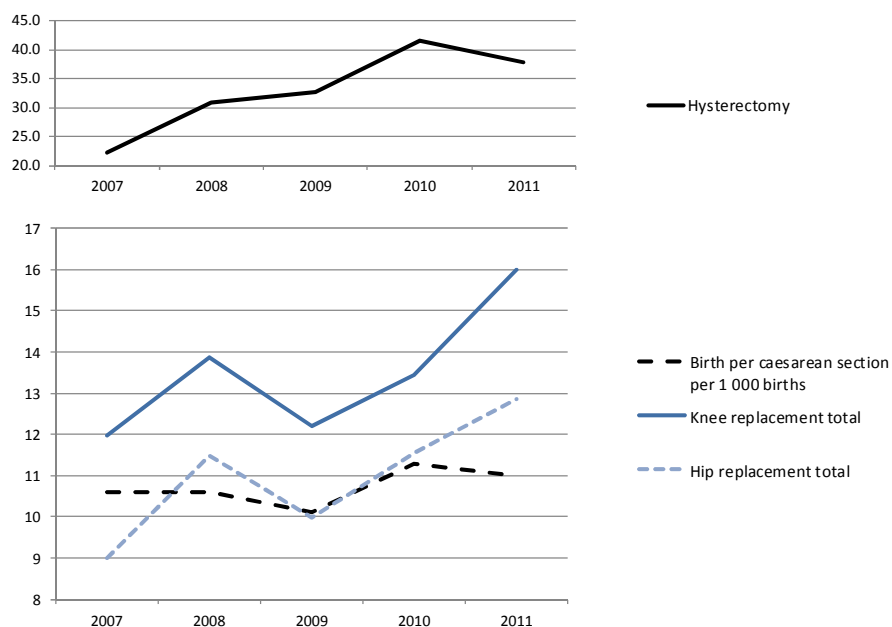 45.0
40.0
35.0
30.0
25.0
20.0
2007 2008 2009 2010 2011
Hysterectomy
17
16
15
14
13
12
11
10
9
8
2007 2008 2009 2010 2011
Birth per caesarean section
per 1 000 births
Knee replacement total
Hip replacement total